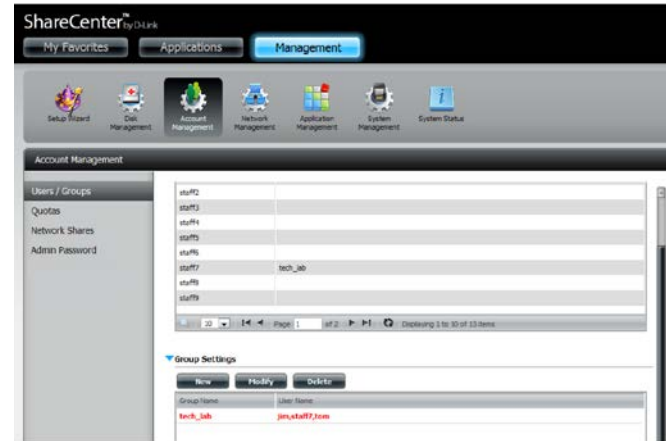 ShareCenter™ by D-Link
My Favorites
Applications
Management
Setup Wizard
Disk Management
Account Management
Network Management
Application Management
System Management
System Status
Account Management
Users / Groups
Quotas
Network Shares
Admin Password
staff2
staff3
staff4
staff5
staff6
staff7 tech_lab
staff8
staff9
10 Page 1 of 2 Displaying 1 to 10 of 13 items
Group Settings
New Modify Delete
Group Name User Name
tech_lab jim,staff7,tom